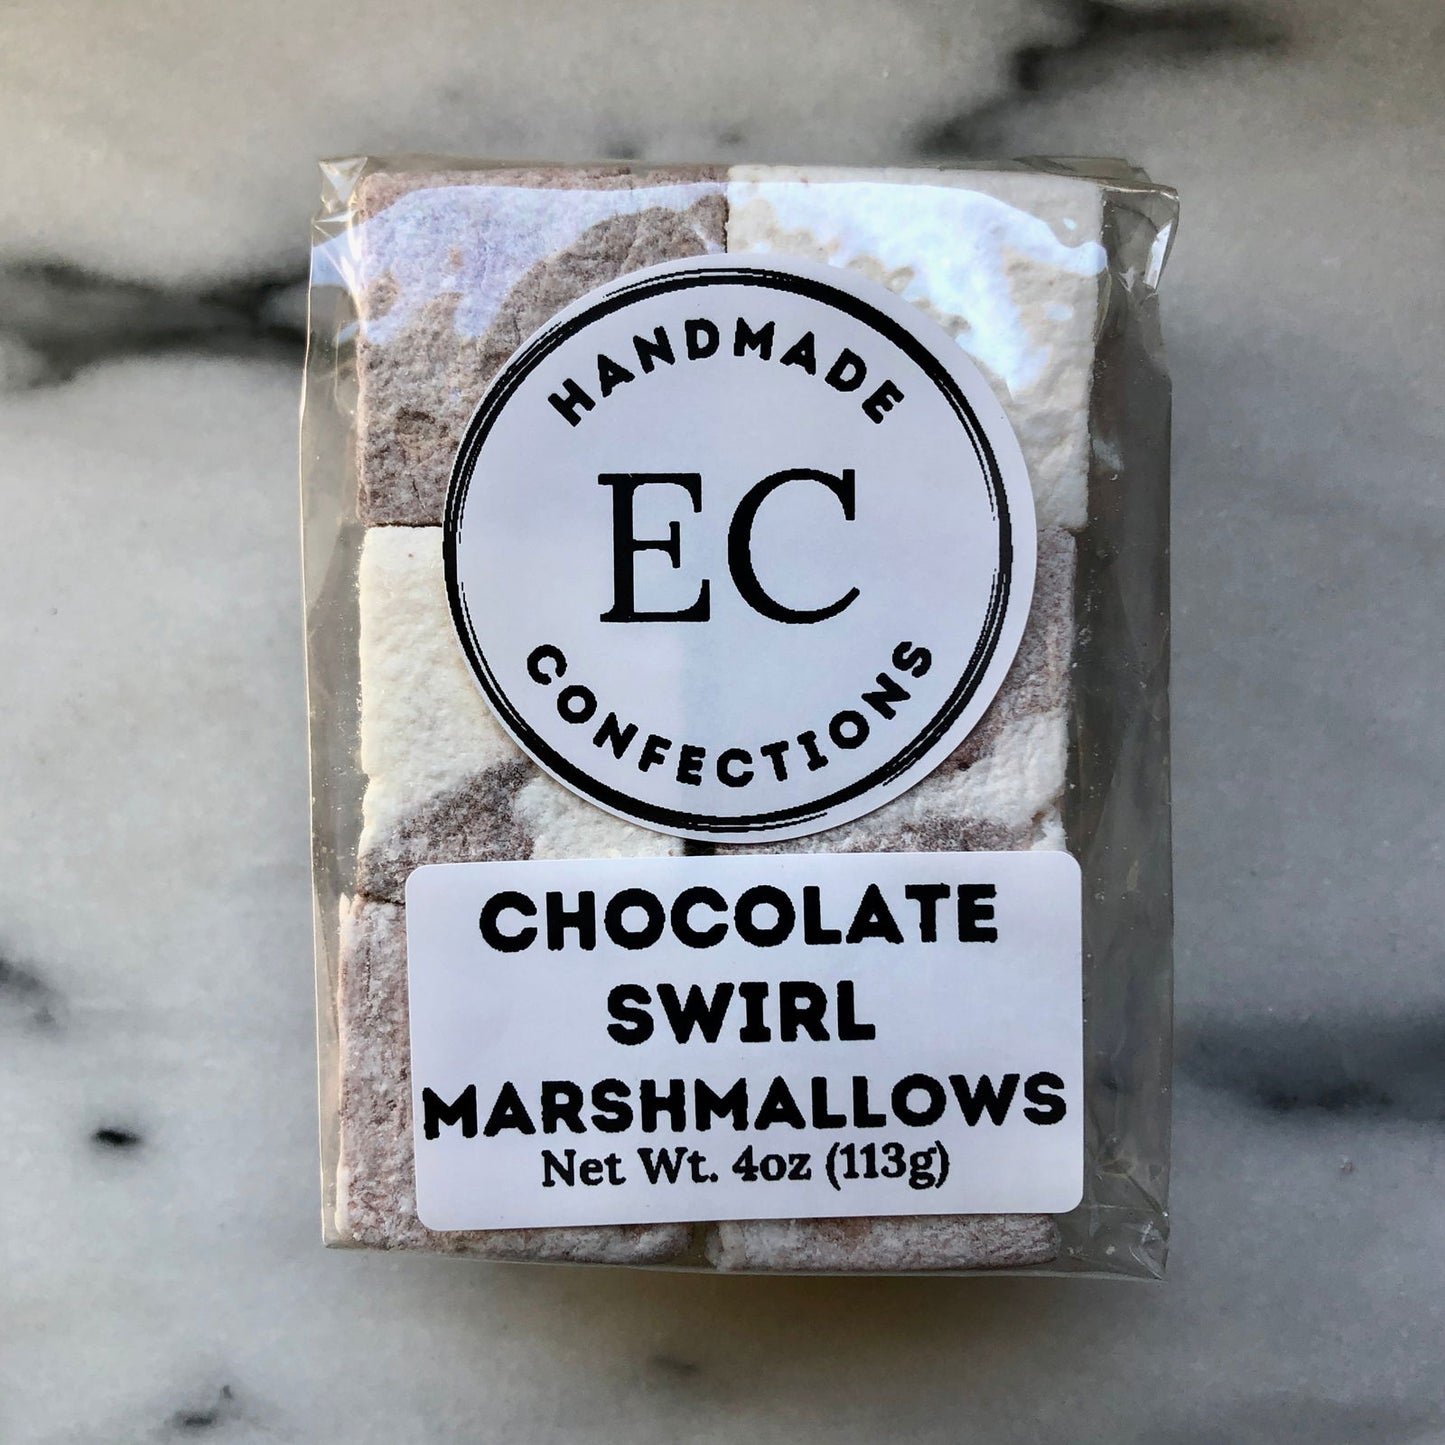 HANDMADE
EC
CONFECTIONS
CHOCOLATE
SWIRL
MARSHMALLOWS
Net Wt. 4oz (113g)